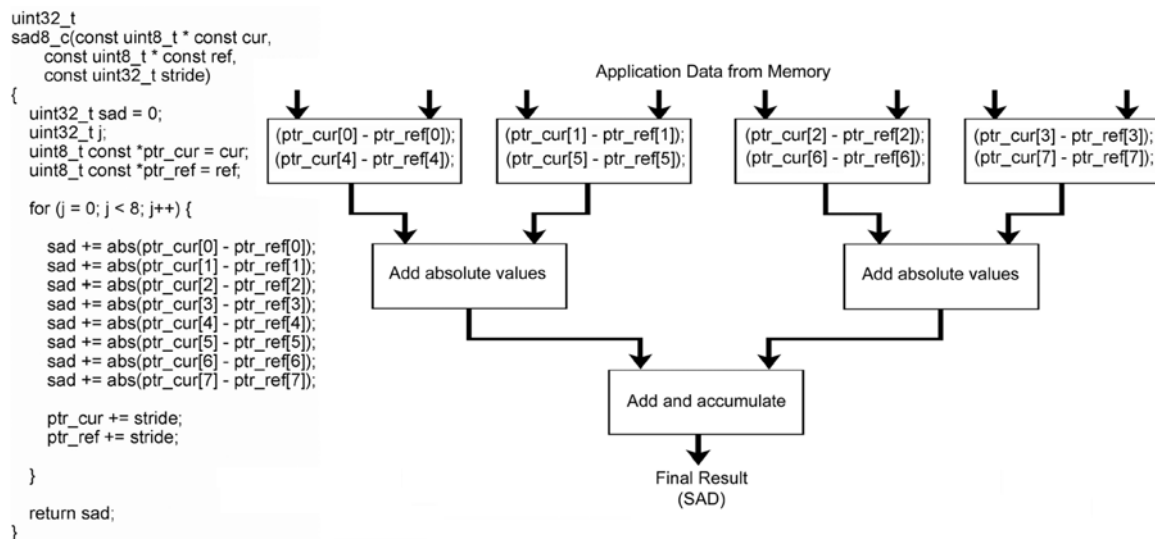 uint32_t
sad8_c(const uint8_t * const cur,
const uint8_t * const ref,
const uint32_t stride)
{
uint32_t sad = 0;
uint32_t j;
uint8_t const *ptr_cur = cur;
uint8_t const *ptr_ref = ref;
for (j = 0; j < 8; j++) {
sad += abs(ptr_cur[0] - ptr_ref[0]);
sad += abs(ptr_cur[1] - ptr_ref[1]);
sad += abs(ptr_cur[2] - ptr_ref[2]);
sad += abs(ptr_cur[3] - ptr_ref[3]);
sad += abs(ptr_cur[4] - ptr_ref[4]);
sad += abs(ptr_cur[5] - ptr_ref[5]);
sad += abs(ptr_cur[6] - ptr_ref[6]);
sad += abs(ptr_cur[7] - ptr_ref[7]);
ptr_cur += stride;
ptr_ref += stride;
}
return sad;
}
Application Data from Memory
(ptr_cur[0] - ptr_ref[0]);
(ptr_cur[4] - ptr_ref[4]);
(ptr_cur[1] - ptr_ref[1]);
(ptr_cur[5] - ptr_ref[5]);
(ptr_cur[2] - ptr_ref[2]);
(ptr_cur[6] - ptr_ref[6]);
(ptr_cur[3] - ptr_ref[3]);
(ptr_cur[7] - ptr_ref[7]);
Add absolute values
Add absolute values
Add and accumulate
Final Result
(SAD)